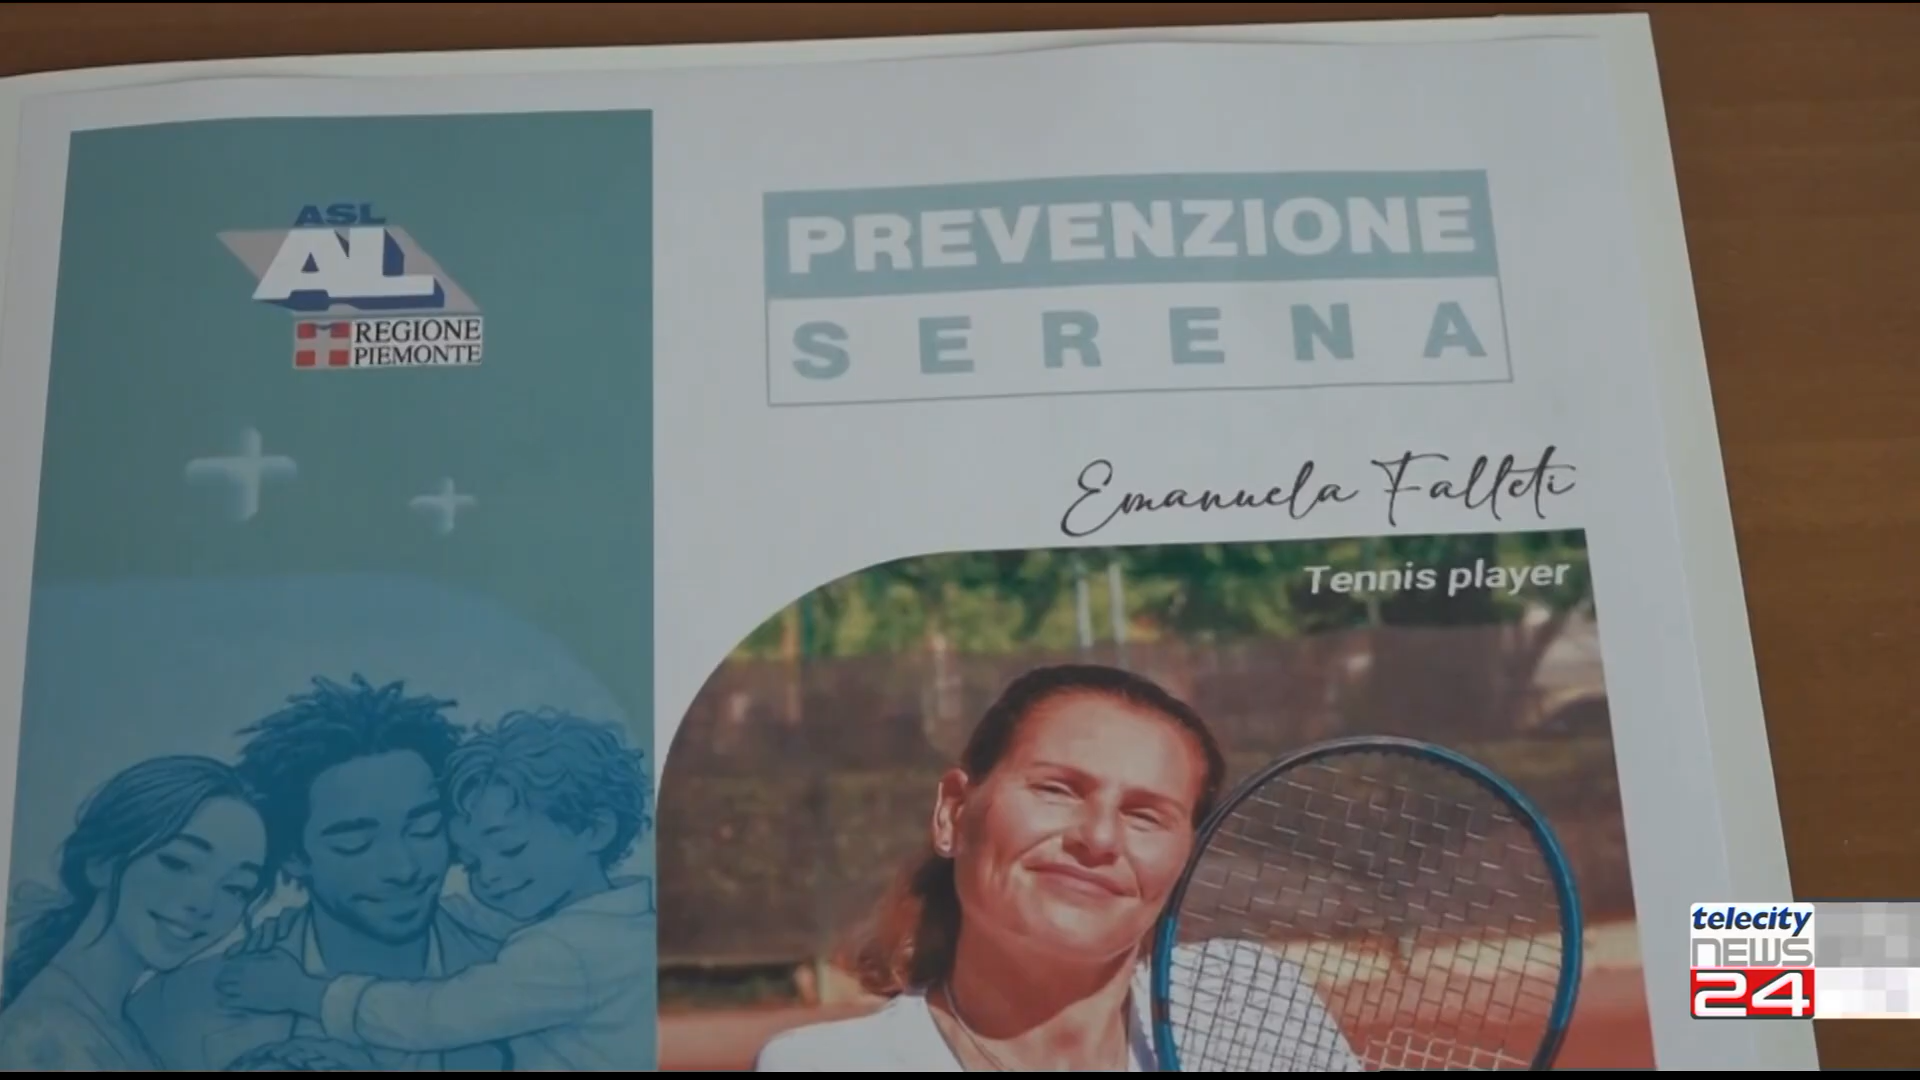 ASL
AL
REGIONE
PIEMONTE
PREVENZIONE
SERENA
Emanuela Falleti
Tennis player
telecity
NEWS
24